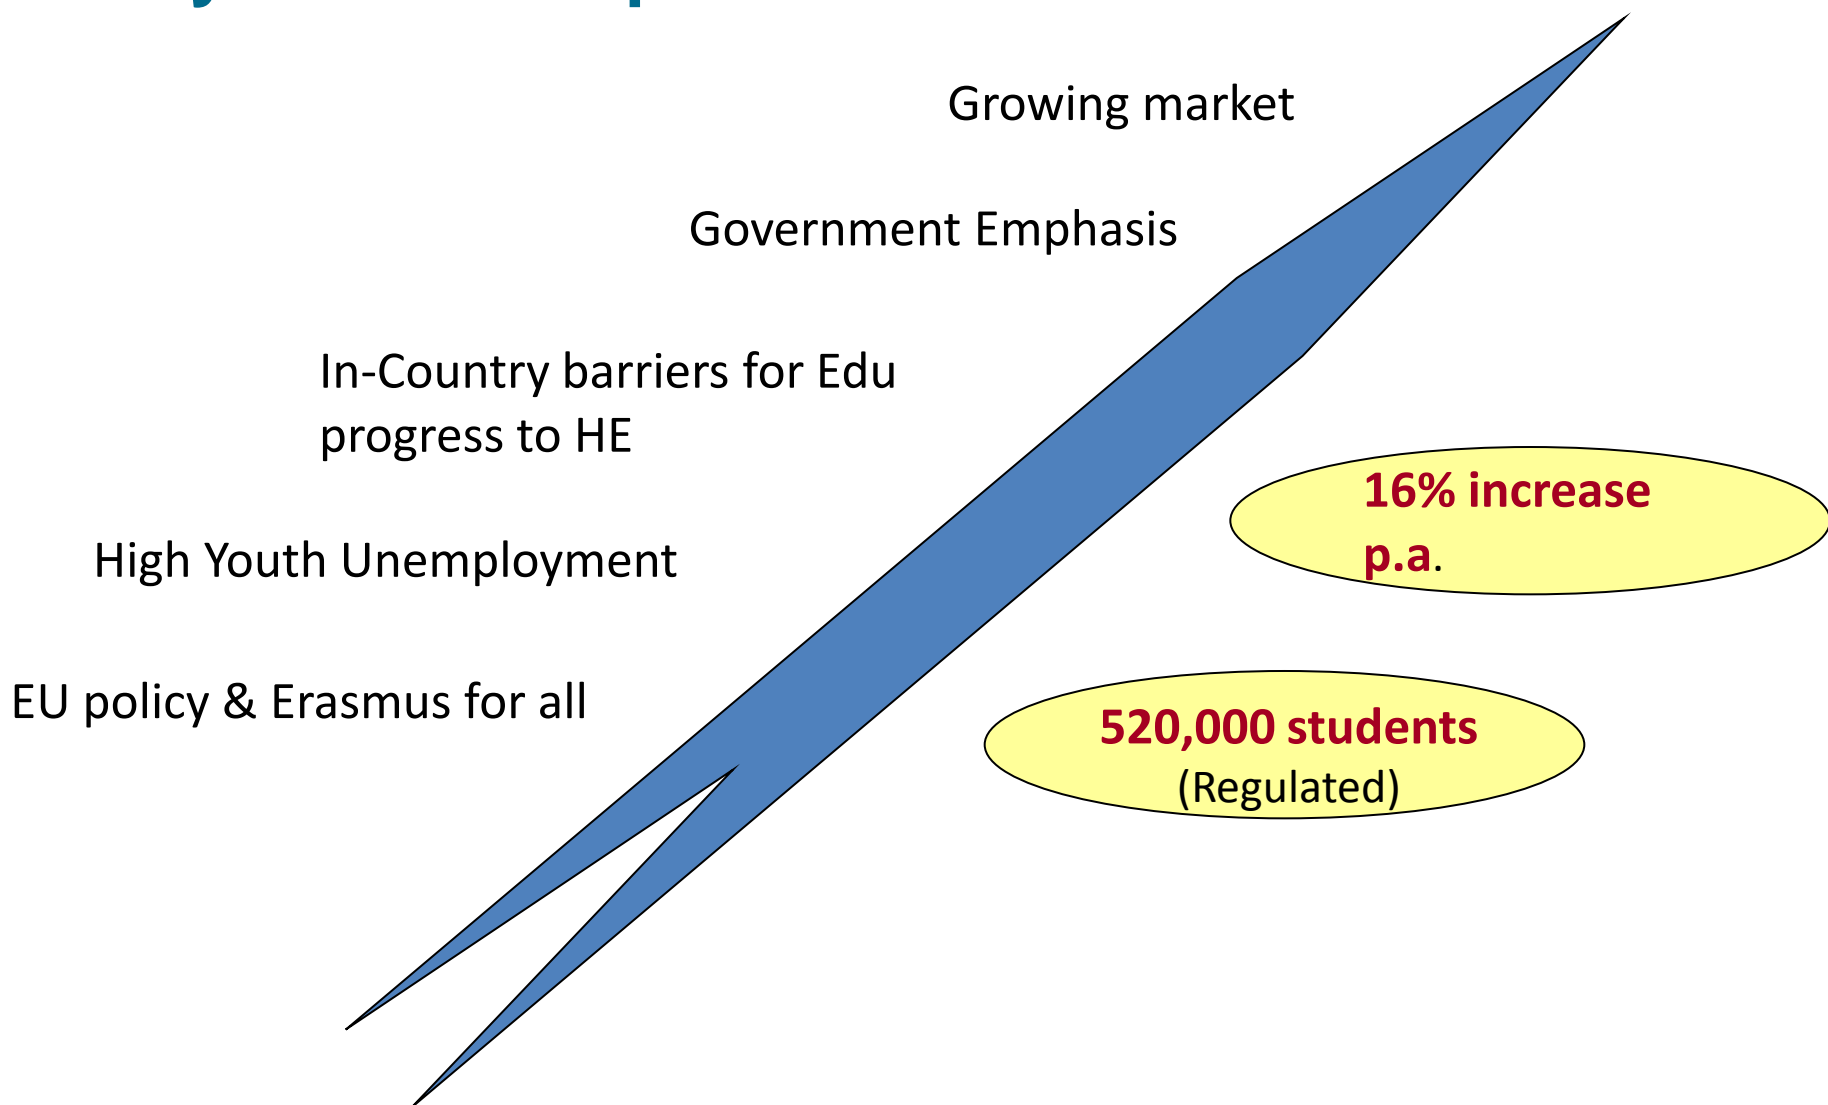 Growing market
Government Emphasis
In-Country barriers for Edu
progress to HE
High Youth Unemployment
EU policy & Erasmus for all
16% increase
p.a.
520,000 students
(Regulated)